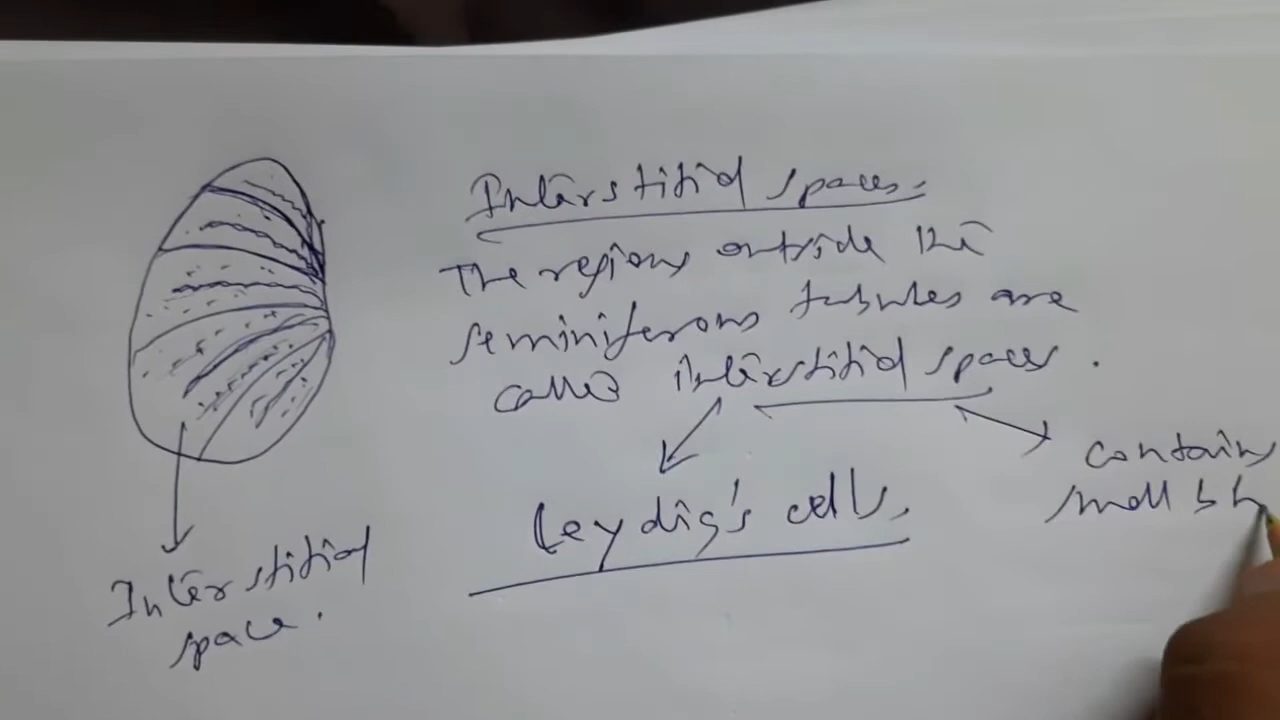 Interstitial spaces
The regions outside the
seminiferous tubules are
called interstitial spaces.
Leydig's cells.
contains
small
Interstitial
space.